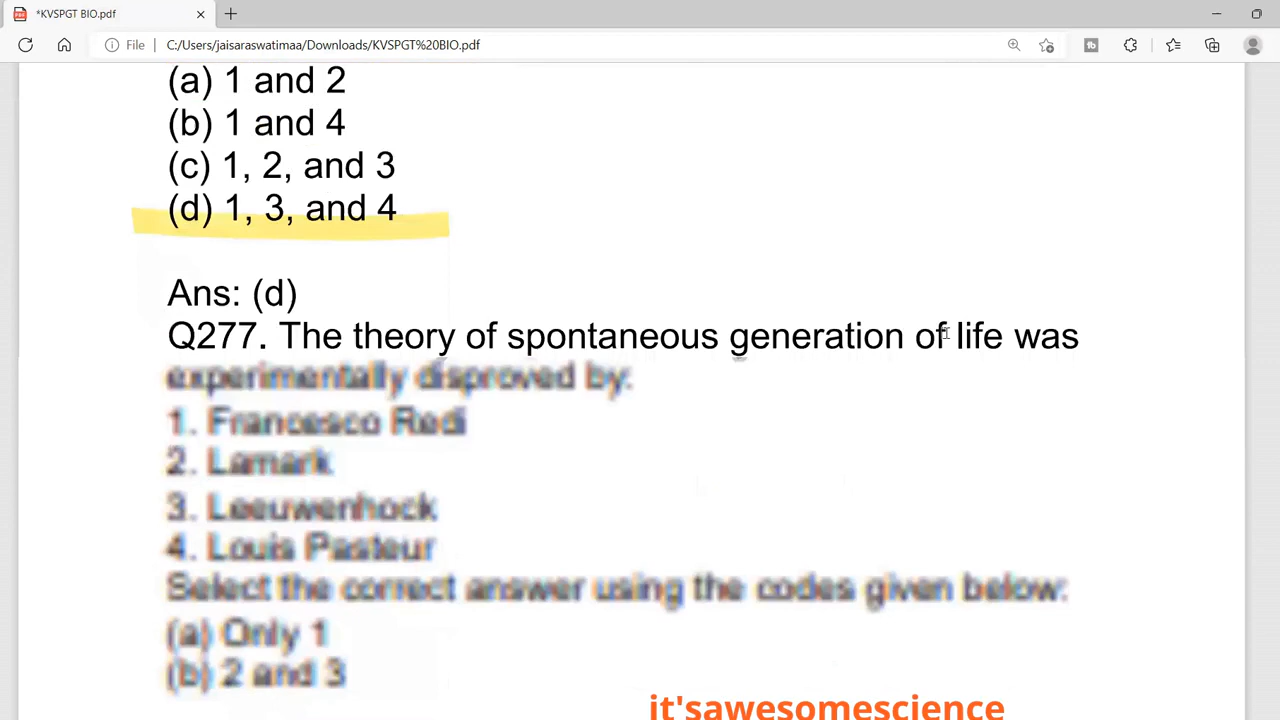 *KVSPGT BIO.pdf
File
C:/Users/jaisaraswatimaa/Downloads/KVSPGT%20BIO.pdf
(a) 1 and 2
(b) 1 and 4
(c) 1, 2, and 3
(d) 1, 3, and 4
Ans: (d)
Q277. The theory of spontaneous generation of life was
experimentally disproved by:
1. Francesco Redi
2. Lamark
3. Leeuwenhock
4. Louis Pasteur
Select the correct answer using the codes given below:
(a) Only 1
(b) 2 and 3
it'sawesomescience